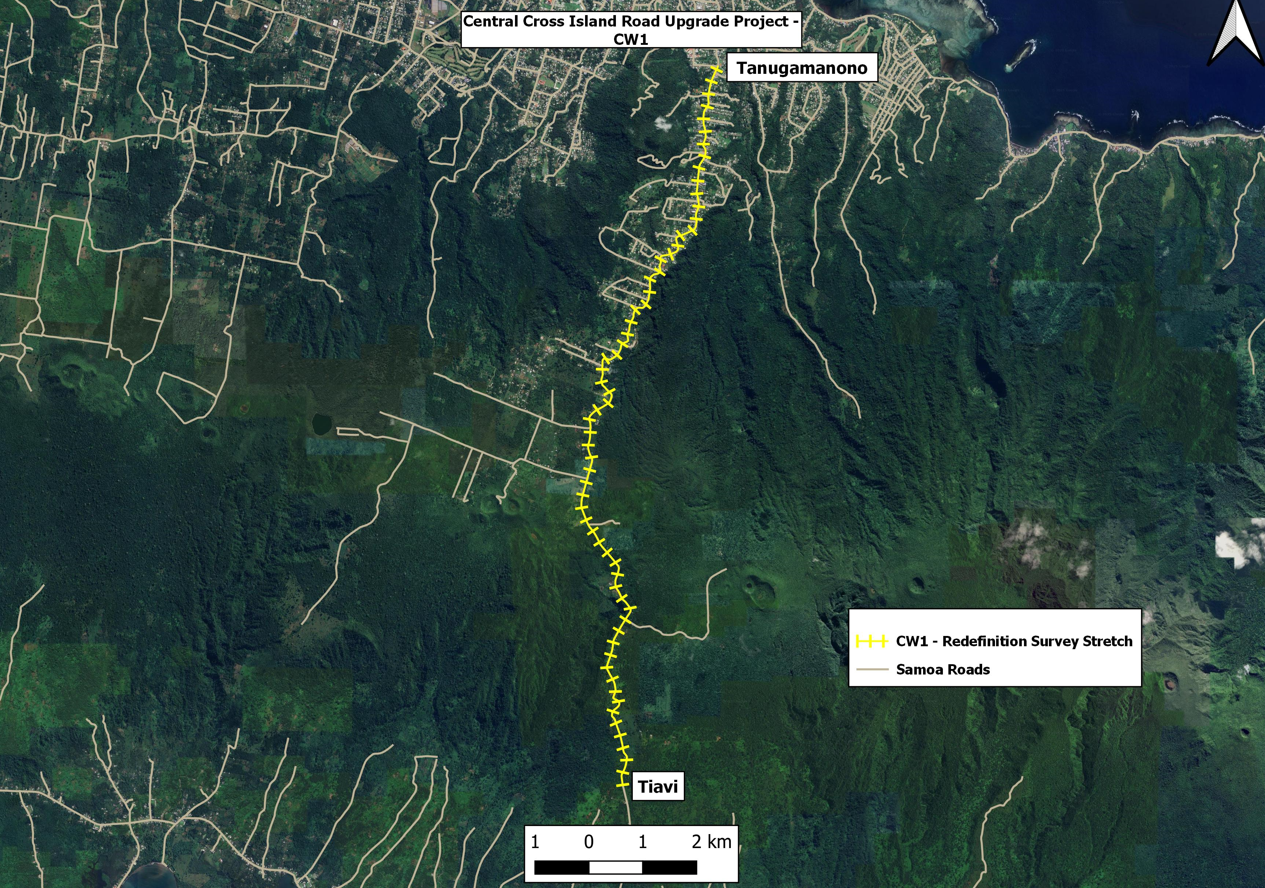 Central Cross Island Road Upgrade Project -
CW1
Tanugamanono
CW1 - Redefinition Survey Stretch
Samoa Roads
Tiavi
1 0 1 2 km